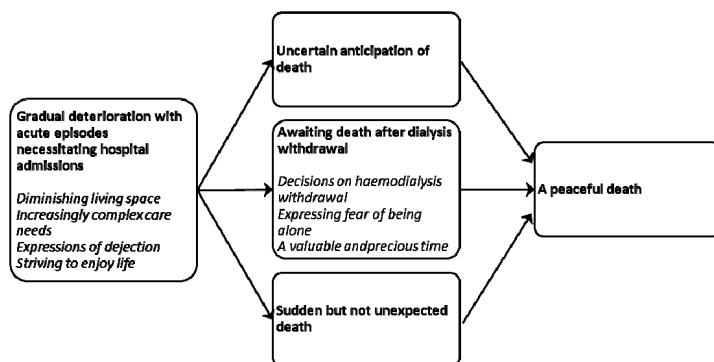 Gradual deterioration with
acute episodes
necessitating hospital
admissions
Diminishing living space
Increasingly complex care
needs
Expressions of dejection
Striving to enjoy life
Uncertain anticipation of
death
Awaiting death after dialysis
withdrawal
Decisions on haemodialysis
withdrawal
Expressing fear of being
alone
A valuable andprecious time
Sudden but not unexpected
death
A peaceful death